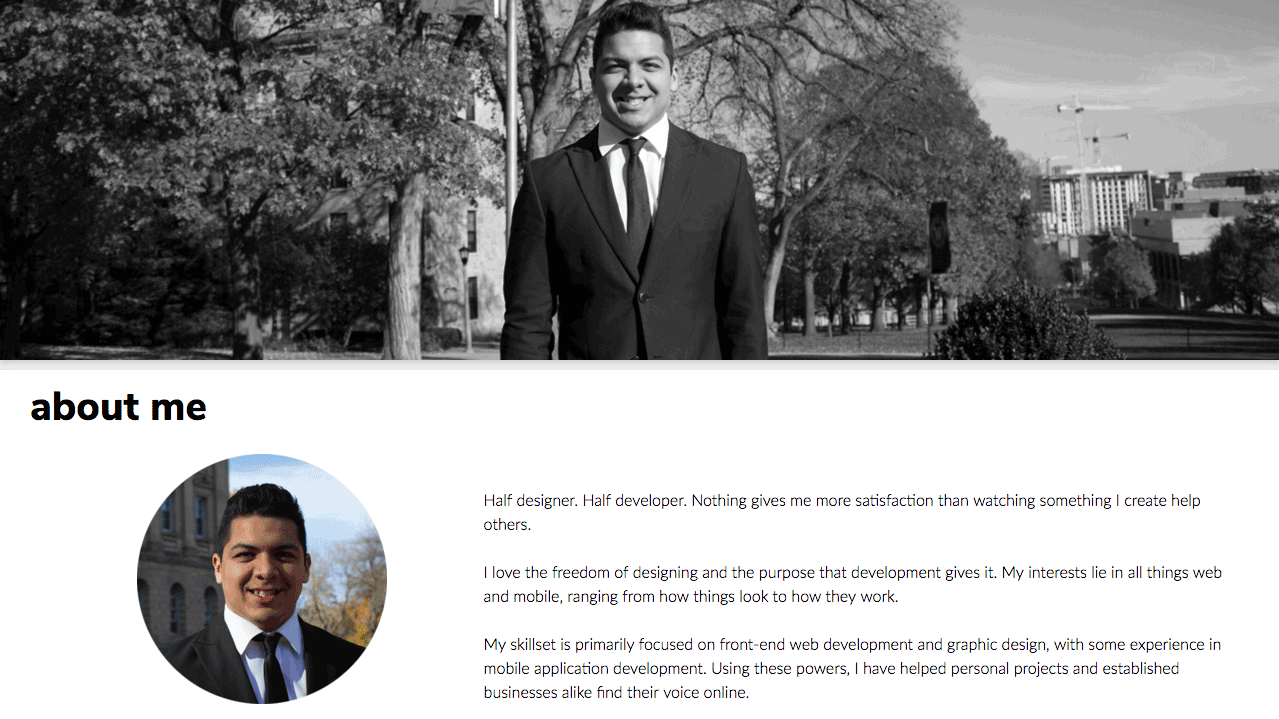 about me
Half designer. Half developer. Nothing gives me more satisfaction than watching something I create help
others.
I love the freedom of designing and the purpose that development gives it. My interests lie in all things web
and mobile, ranging from how things look to how they work.
My skillset is primarily focused on front-end web development and graphic design, with some experience in
mobile application development. Using these powers, I have helped personal projects and established
businesses alike find their voice online.